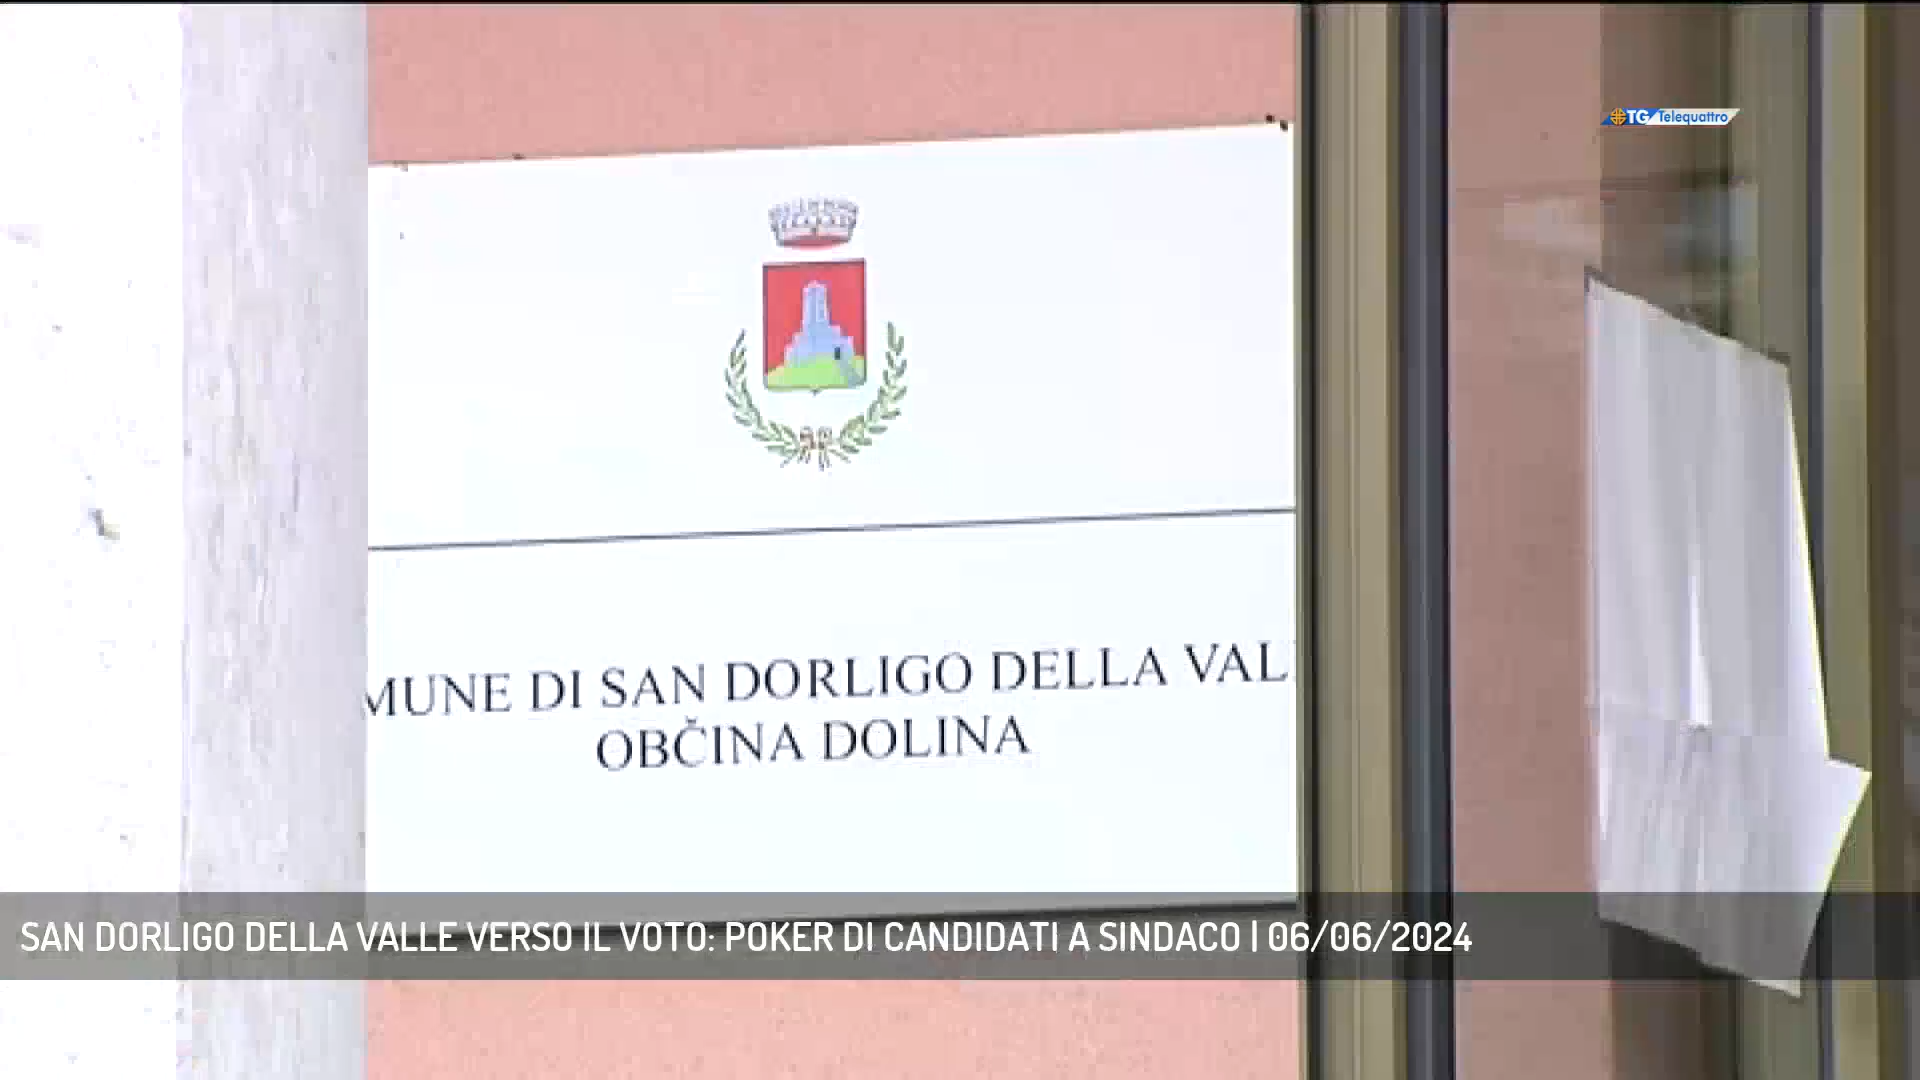 TG Telequattro
MUNE DI SAN DORLIGO DELLA VAL
OBČINA DOLINA
SAN DORLIGO DELLA VALLE VERSO IL VOTO: POKER DI CANDIDATI A SINDACO | 06/06/2024